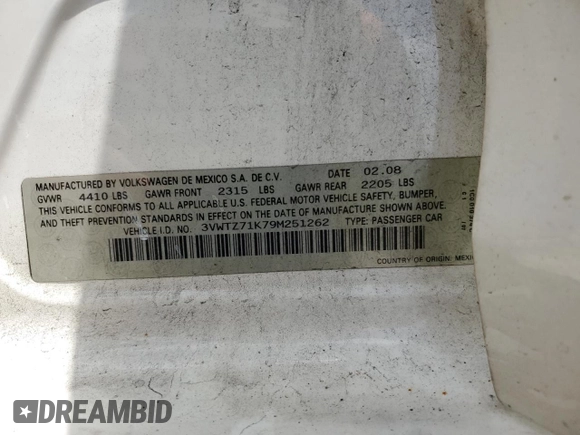 MANUFACTURED BY VOLKSWAGEN DE MEXICO S.A. DE C.V. DATE 02.08
GVWR 4410 LBS GAWR FRONT 2315 LBS GAWR REAR 2205 LBS
THIS VEHICLE CONFORMS TO ALL APPLICABLE U.S. FEDERAL MOTOR VEHICLE SAFETY, BUMPER,
AND THEFT PREVENTION STANDARDS IN EFFECT ON THE DATE OF MANUFACTURE SHOWN ABOVE.
VEHICLE I.D. NO. 3VWTZ71K79M251262 TYPE: PASSENGER CAR
COUNTRY OF ORIGIN: MEXIC
DREAMBID